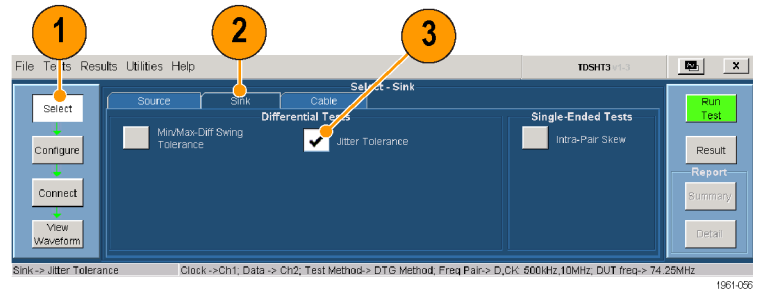 1 2 3
File Tests Results Utilities Help TDSHT3 v1.3 X
Select - Sink
Select Source Sink Cable Run Test
Differential Tests Single-Ended Tests
Min/Max-Diff Swing Tolerance Jitter Tolerance Intra-Pair Skew
Configure Result
Report
Connect Summary
View Waveform Detail
Sink -> Jitter Tolerance Clock ->Ch1; Data -> Ch2; Test Method-> DTG Method; Freq Pair-> D,CK: 500kHz,10MHz; DUT freq-> 74.25MHz
1961-056